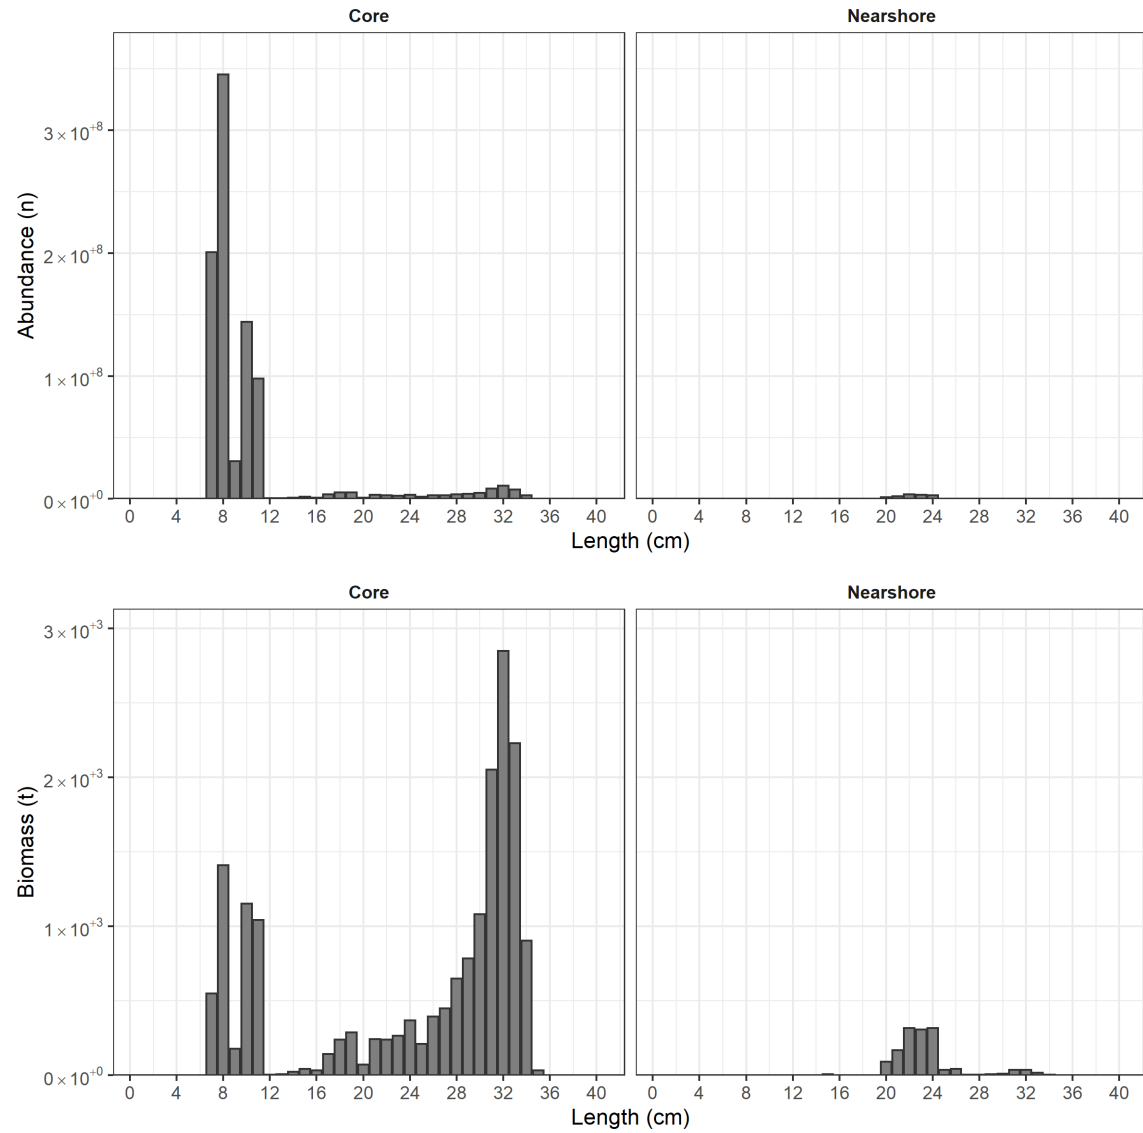 Core Nearshore
Abundance (n)
3 × 10⁺⁸
2 × 10⁺⁸
1 × 10⁺⁸
0 × 10⁺⁰
0 4 8 12 16 20 24 28 32 36 40 0 4 8 12 16 20 24 28 32 36 40
Length (cm)
Core Nearshore
Biomass (t)
3 × 10⁺³
2 × 10⁺³
1 × 10⁺³
0 × 10⁺⁰
0 4 8 12 16 20 24 28 32 36 40 0 4 8 12 16 20 24 28 32 36 40
Length (cm)